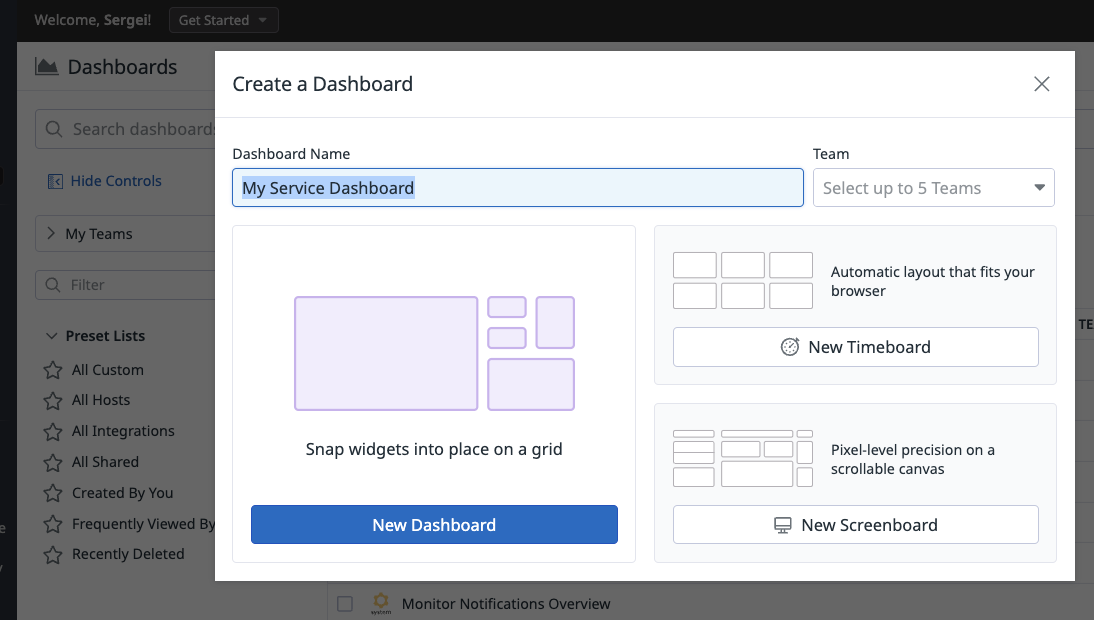 Welcome, Sergei!
Get Started
Dashboards
Search dashboards
Hide Controls
My Teams
Filter
Preset Lists
All Custom
All Hosts
All Integrations
All Shared
Created By You
Frequently Viewed By
Recently Deleted
Create a Dashboard
Dashboard Name
Team
My Service Dashboard
Select up to 5 Teams
Snap widgets into place on a grid
New Dashboard
Automatic layout that fits your
browser
New Timeboard
Pixel-level precision on a
scrollable canvas
New Screenboard
TE
system
Monitor Notifications Overview